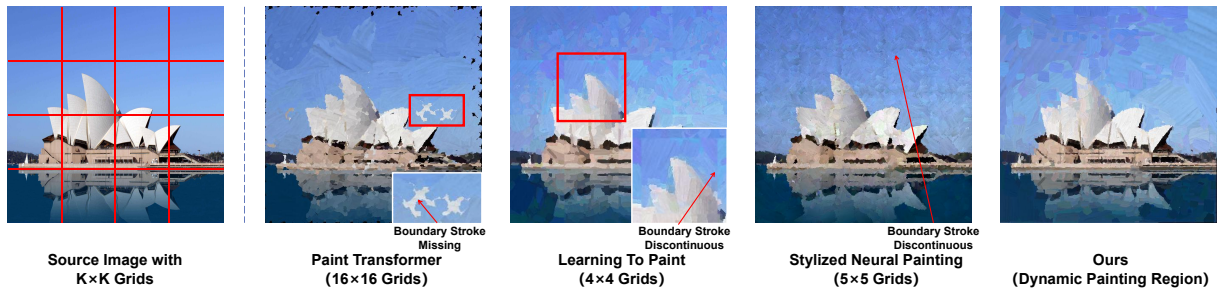 Boundary Stroke
Missing
Boundary Stroke
Discontinuous
Boundary Stroke
Discontinuous
Source Image with
K×K Grids
Paint Transformer
(16×16 Grids)
Learning To Paint
(4×4 Grids)
Stylized Neural Painting
(5×5 Grids)
Ours
(Dynamic Painting Region)